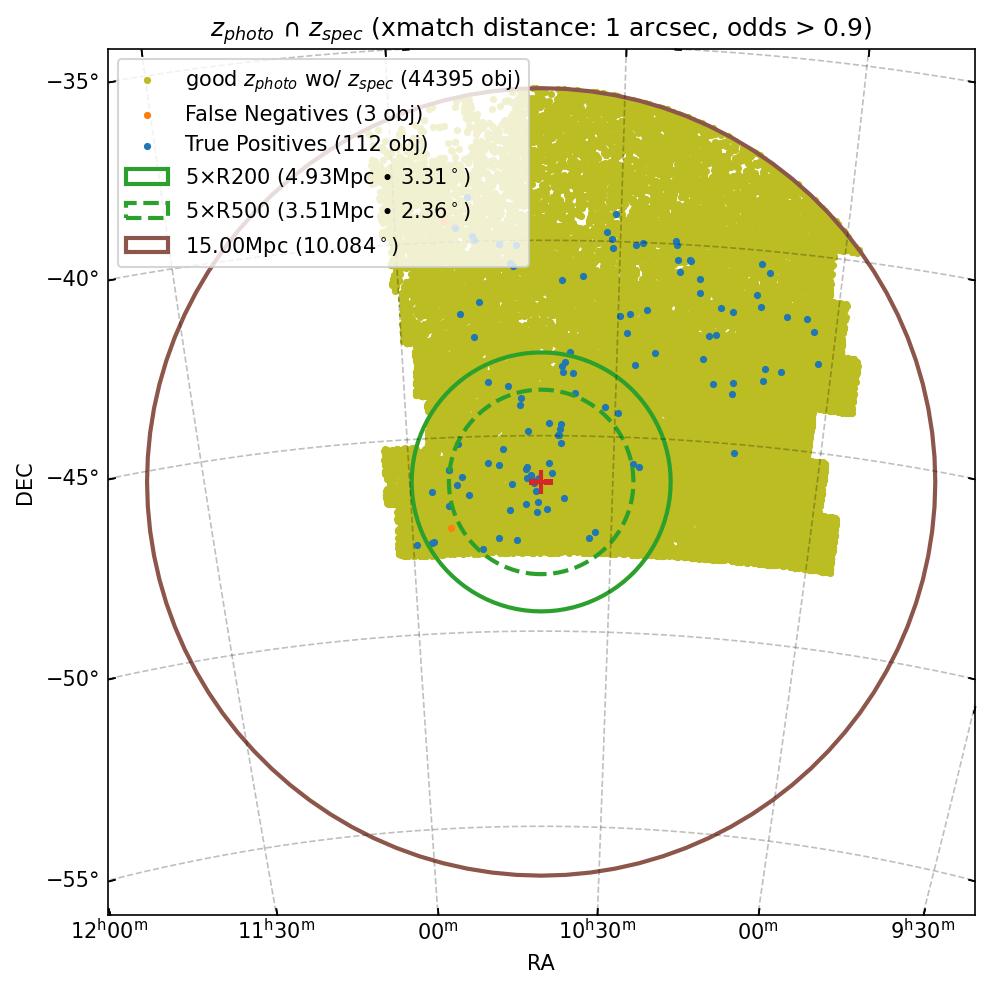 z_photo ∩ z_spec (xmatch distance: 1 arcsec, odds > 0.9)
good z_photo wo/ z_spec (44395 obj)
False Negatives (3 obj)
True Positives (112 obj)
5×R200 (4.93Mpc • 3.31°)
5×R500 (3.51Mpc • 2.36°)
15.00Mpc (10.084°)
−35°
−40°
−45°
−50°
−55°
DEC
12ʰ00ᵐ 11ʰ30ᵐ 00ᵐ 10ʰ30ᵐ 00ᵐ 9ʰ30ᵐ
RA